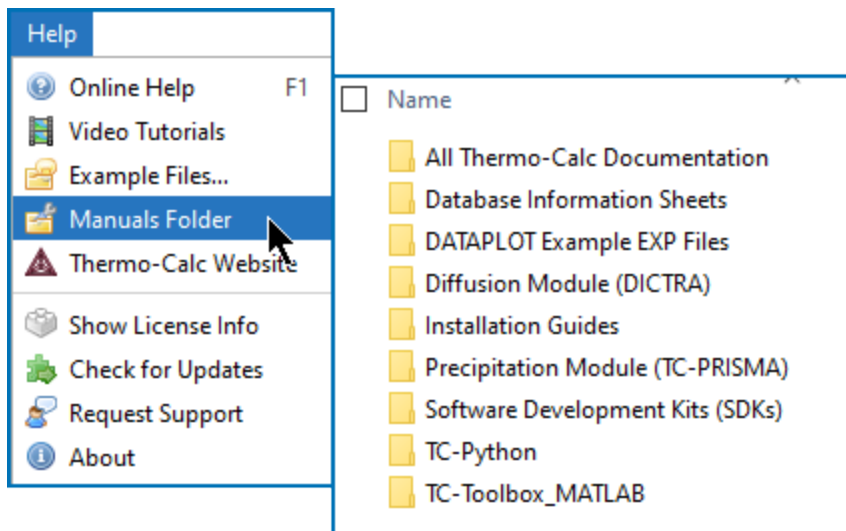 Help
Online Help F1
Video Tutorials
Example Files...
Manuals Folder
Thermo-Calc Website
Show License Info
Check for Updates
Request Support
About
Name
All Thermo-Calc Documentation
Database Information Sheets
DATAPLOT Example EXP Files
Diffusion Module (DICTRA)
Installation Guides
Precipitation Module (TC-PRISMA)
Software Development Kits (SDKs)
TC-Python
TC-Toolbox_MATLAB